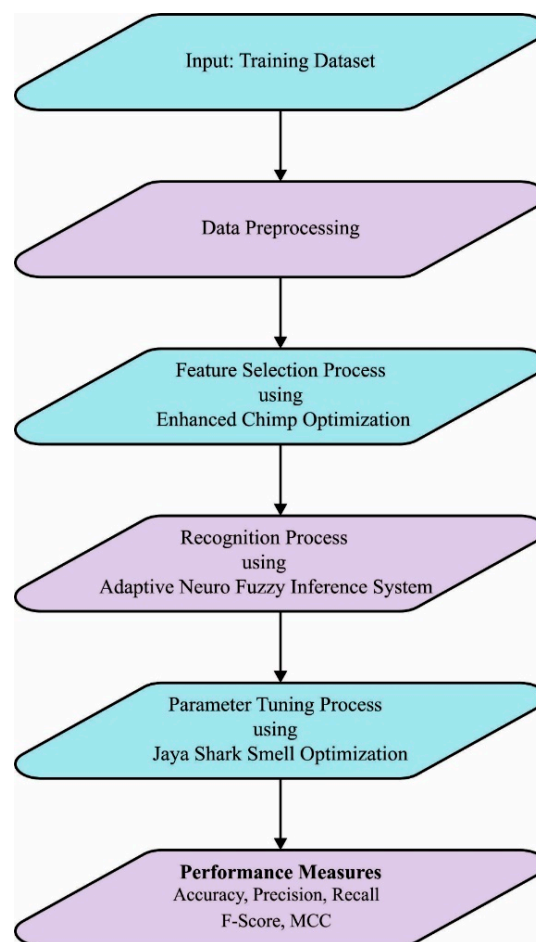 Input: Training Dataset
Data Preprocessing
Feature Selection Process
using
Enhanced Chimp Optimization
Recognition Process
using
Adaptive Neuro Fuzzy Inference System
Parameter Tuning Process
using
Jaya Shark Smell Optimization
Performance Measures
Accuracy, Precision, Recall
F-Score, MCC